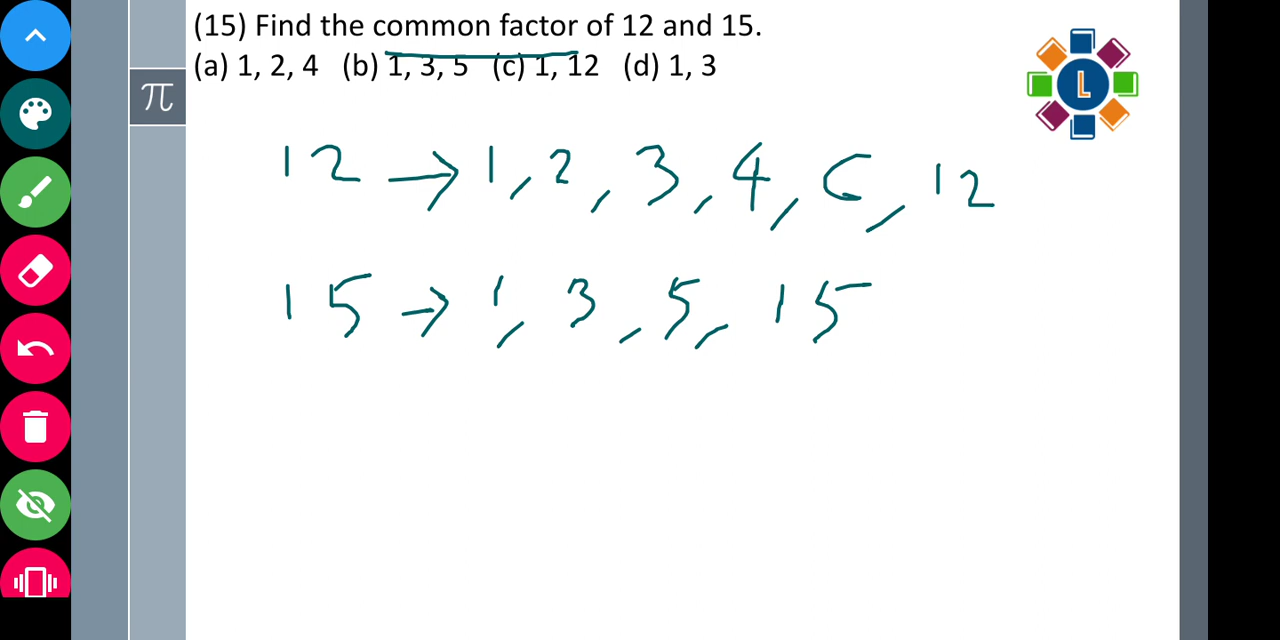 (15) Find the common factor of 12 and 15.
(a) 1, 2, 4 (b) 1, 3, 5 (c) 1, 12 (d) 1, 3
π
L
12 → 1, 2, 3, 4, 6, 12
15 → 1, 3, 5, 15